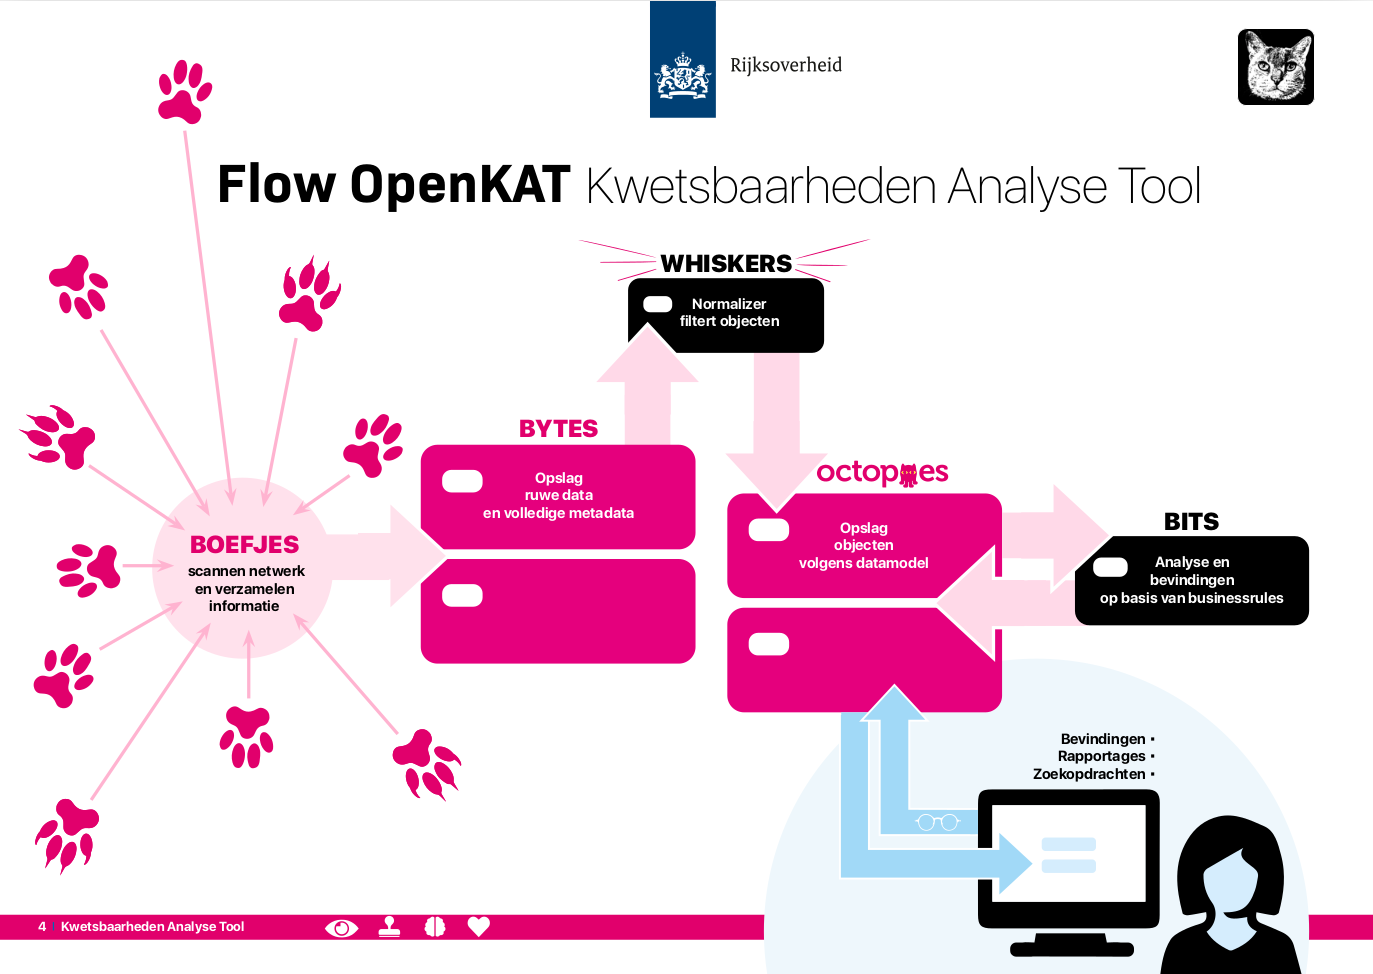 Rijksoverheid
Flow OpenKAT Kwetsbaarheden Analyse Tool
WHISKERS
Normalizer
filtert objecten
BYTES
Opslag
ruwe data
en volledige metadata
octopoes
Opslag
objecten
volgens datamodel
BITS
Analyse en
bevindingen
op basis van businessrules
BOEFJES
scannen netwerk
en verzamelen
informatie
Bevindingen •
Rapportages •
Zoekopdrachten •
4 Kwetsbaarheden Analyse Tool